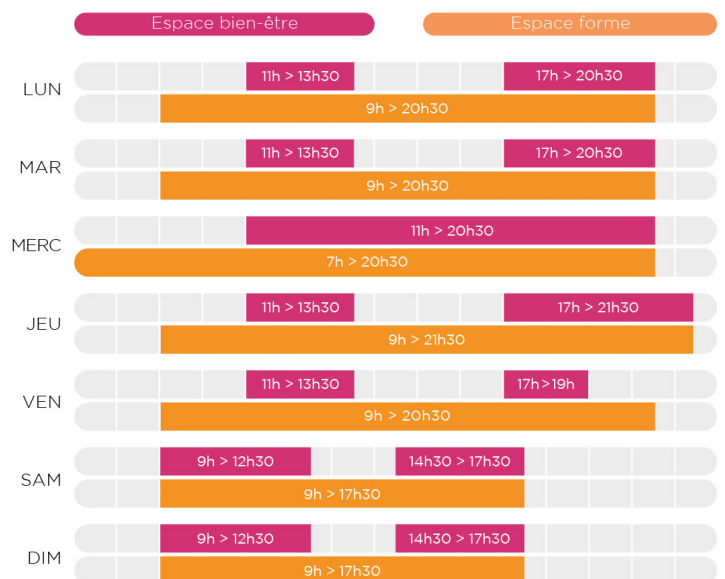 Espace bien-être Espace forme
LUN
11h > 13h30 17h > 20h30
9h > 20h30
MAR
11h > 13h30 17h > 20h30
9h > 20h30
MERC
11h > 20h30
7h > 20h30
JEU
11h > 13h30 17h > 21h30
9h > 21h30
VEN
11h > 13h30 17h>19h
9h > 20h30
SAM
9h > 12h30 14h30 > 17h30
9h > 17h30
DIM
9h > 12h30 14h30 > 17h30
9h > 17h30